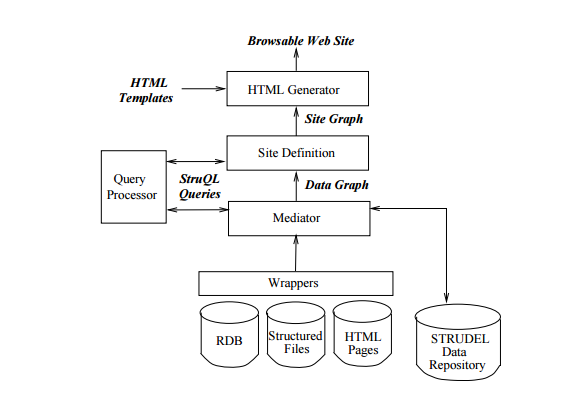 Browsable Web Site
HTML
Templates
HTML Generator
Site Graph
Site Definition
Query
Processor
StruQL
Queries
Data Graph
Mediator
Wrappers
RDB
Structured
Files
HTML
Pages
STRUDEL
Data
Repository